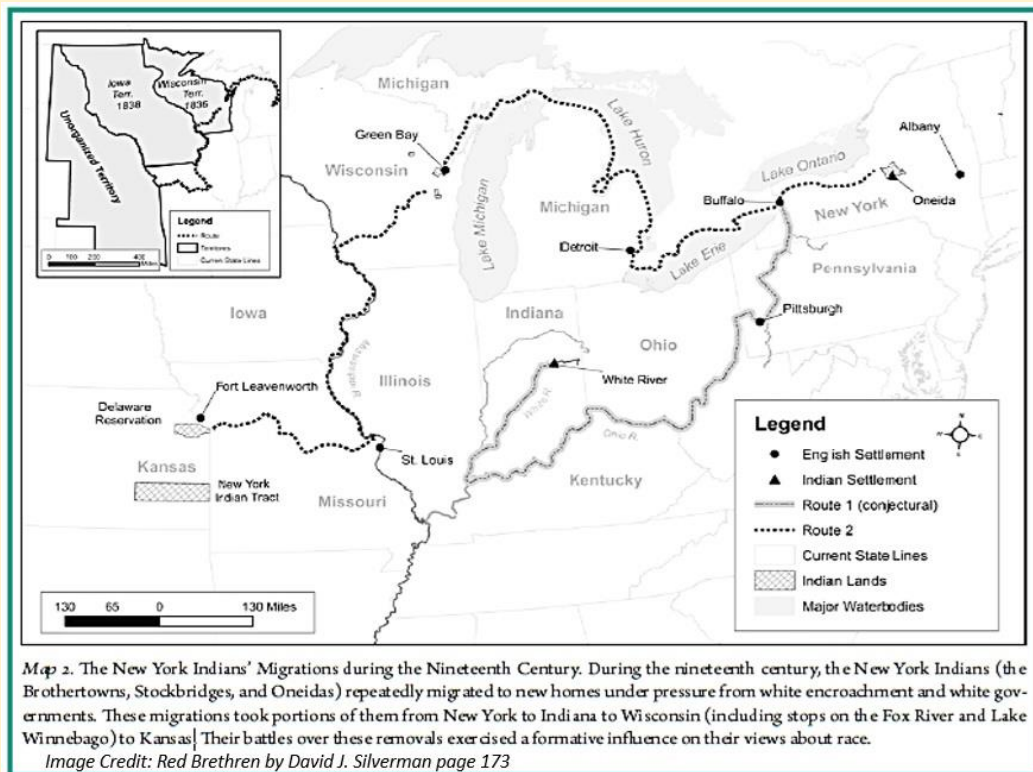 Michigan
Iowa
Terr.
1838
Wisconsin
Terr.
1836
Unorganized Territory
Legend
Route
Territories
Current State Lines
0 100 200 400
Miles
Green Bay
Wisconsin
Lake Huron
Albany
Lake Ontario
Lake Michigan
Michigan
Buffalo
New York
Oneida
Detroit
Lake Erie
Pennsylvania
Iowa
Indiana
Pittsburgh
Ohio
Mississippi R.
Illinois
White River
White R.
Fort Leavenworth
Delaware
Reservation
Ohio R.
St. Louis
Kansas
New York
Indian Tract
Missouri
Kentucky
Legend
N
English Settlement
Indian Settlement
Route 1 (conjectural)
Route 2
Current State Lines
Indian Lands
Major Waterbodies
130 65 0 130 Miles
Map 2. The New York Indians' Migrations during the Nineteenth Century. During the nineteenth century, the New York Indians (the
Brothertowns, Stockbridges, and Oneidas) repeatedly migrated to new homes under pressure from white encroachment and white gov-
ernments. These migrations took portions of them from New York to Indiana to Wisconsin (including stops on the Fox River and Lake
Winnebago) to Kansas| Their battles over these removals exercised a formative influence on their views about race.
Image Credit: Red Brethren by David J. Silverman page 173